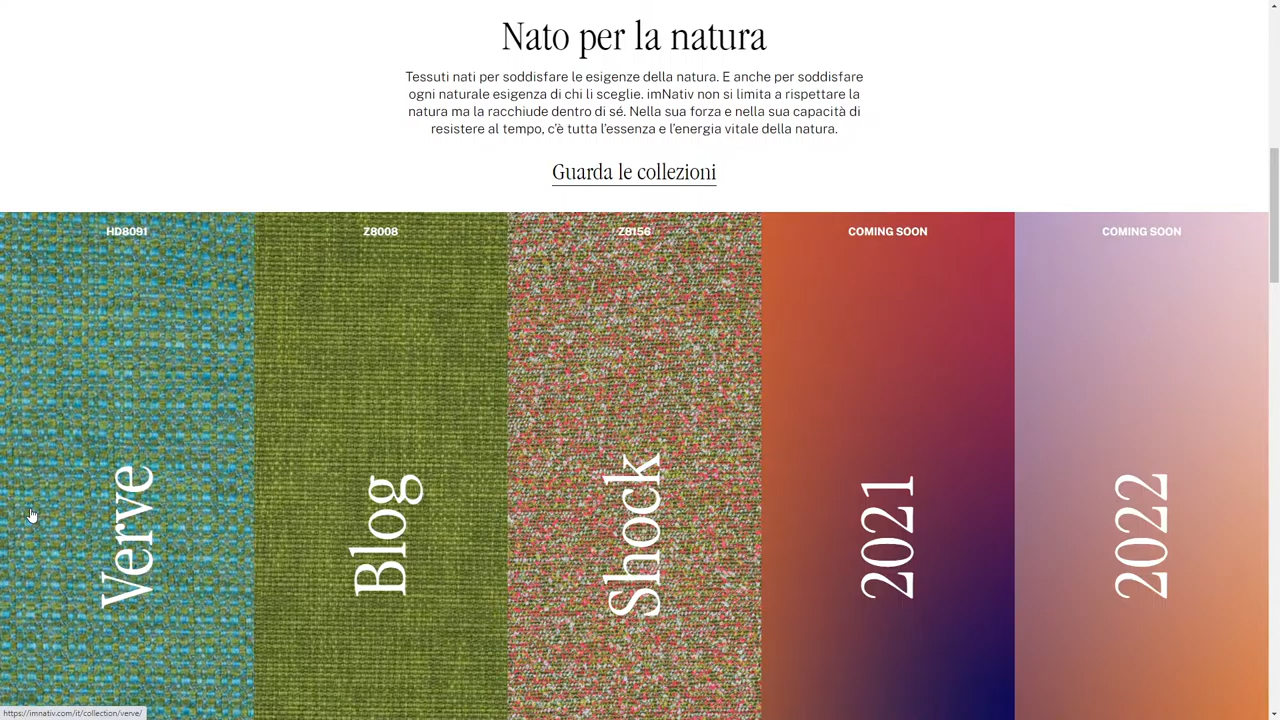 Nato per la natura
Tessuti nati per soddisfare le esigenze della natura. E anche per soddisfare
ogni naturale esigenza di chi li sceglie. imNativ non si limita a rispettare la
natura ma la racchiude dentro di sé. Nella sua forza e nella sua capacità di
resistere al tempo, c'è tutta l'essenza e l'energia vitale della natura.
Guarda le collezioni
HD8091
Z8008
Z8156
COMING SOON
COMING SOON
Verve
Blog
Shock
2021
2022
https://imnativ.com/it/collection/verve/